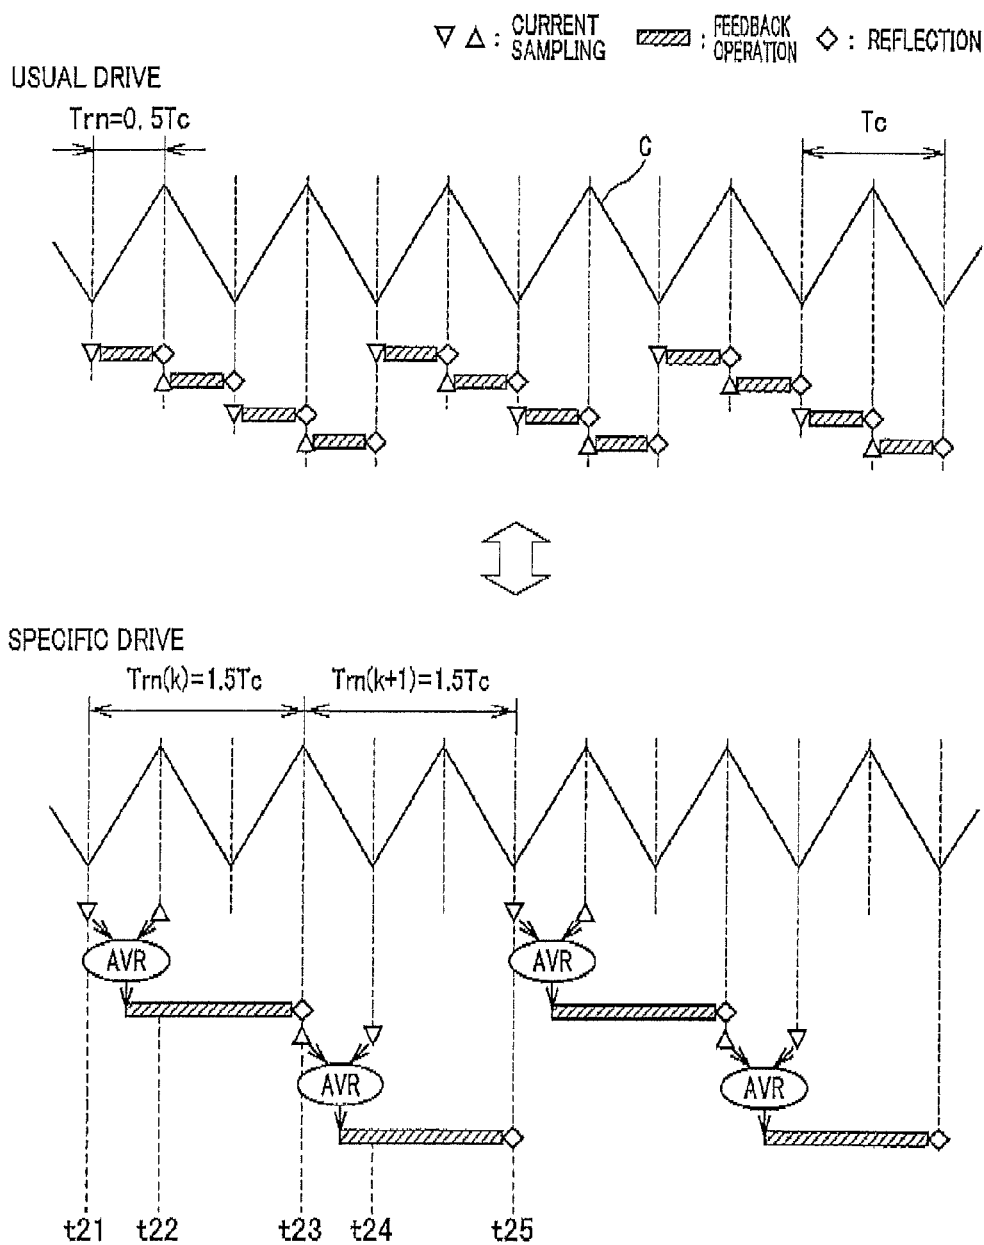 ▽ △ : CURRENT SAMPLING
: FEEDBACK OPERATION
◇ : REFLECTION
USUAL DRIVE
Trn=0.5Tc
Tc
C
SPECIFIC DRIVE
Trn(k)=1.5Tc
Trn(k+1)=1.5Tc
AVR
AVR
AVR
AVR
t21
t22
t23
t24
t25